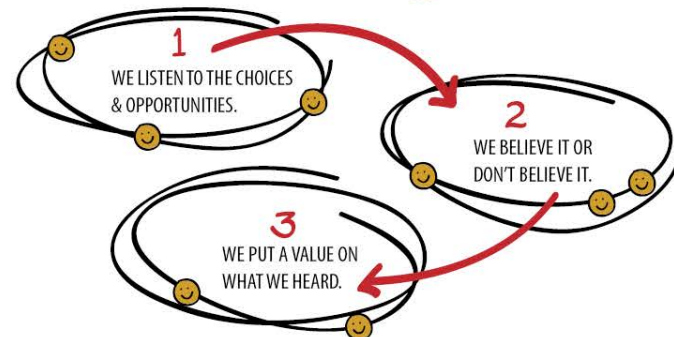 1
WE LISTEN TO THE CHOICES
& OPPORTUNITIES.
2
WE BELIEVE IT OR
DON'T BELIEVE IT.
3
WE PUT A VALUE ON
WHAT WE HEARD.